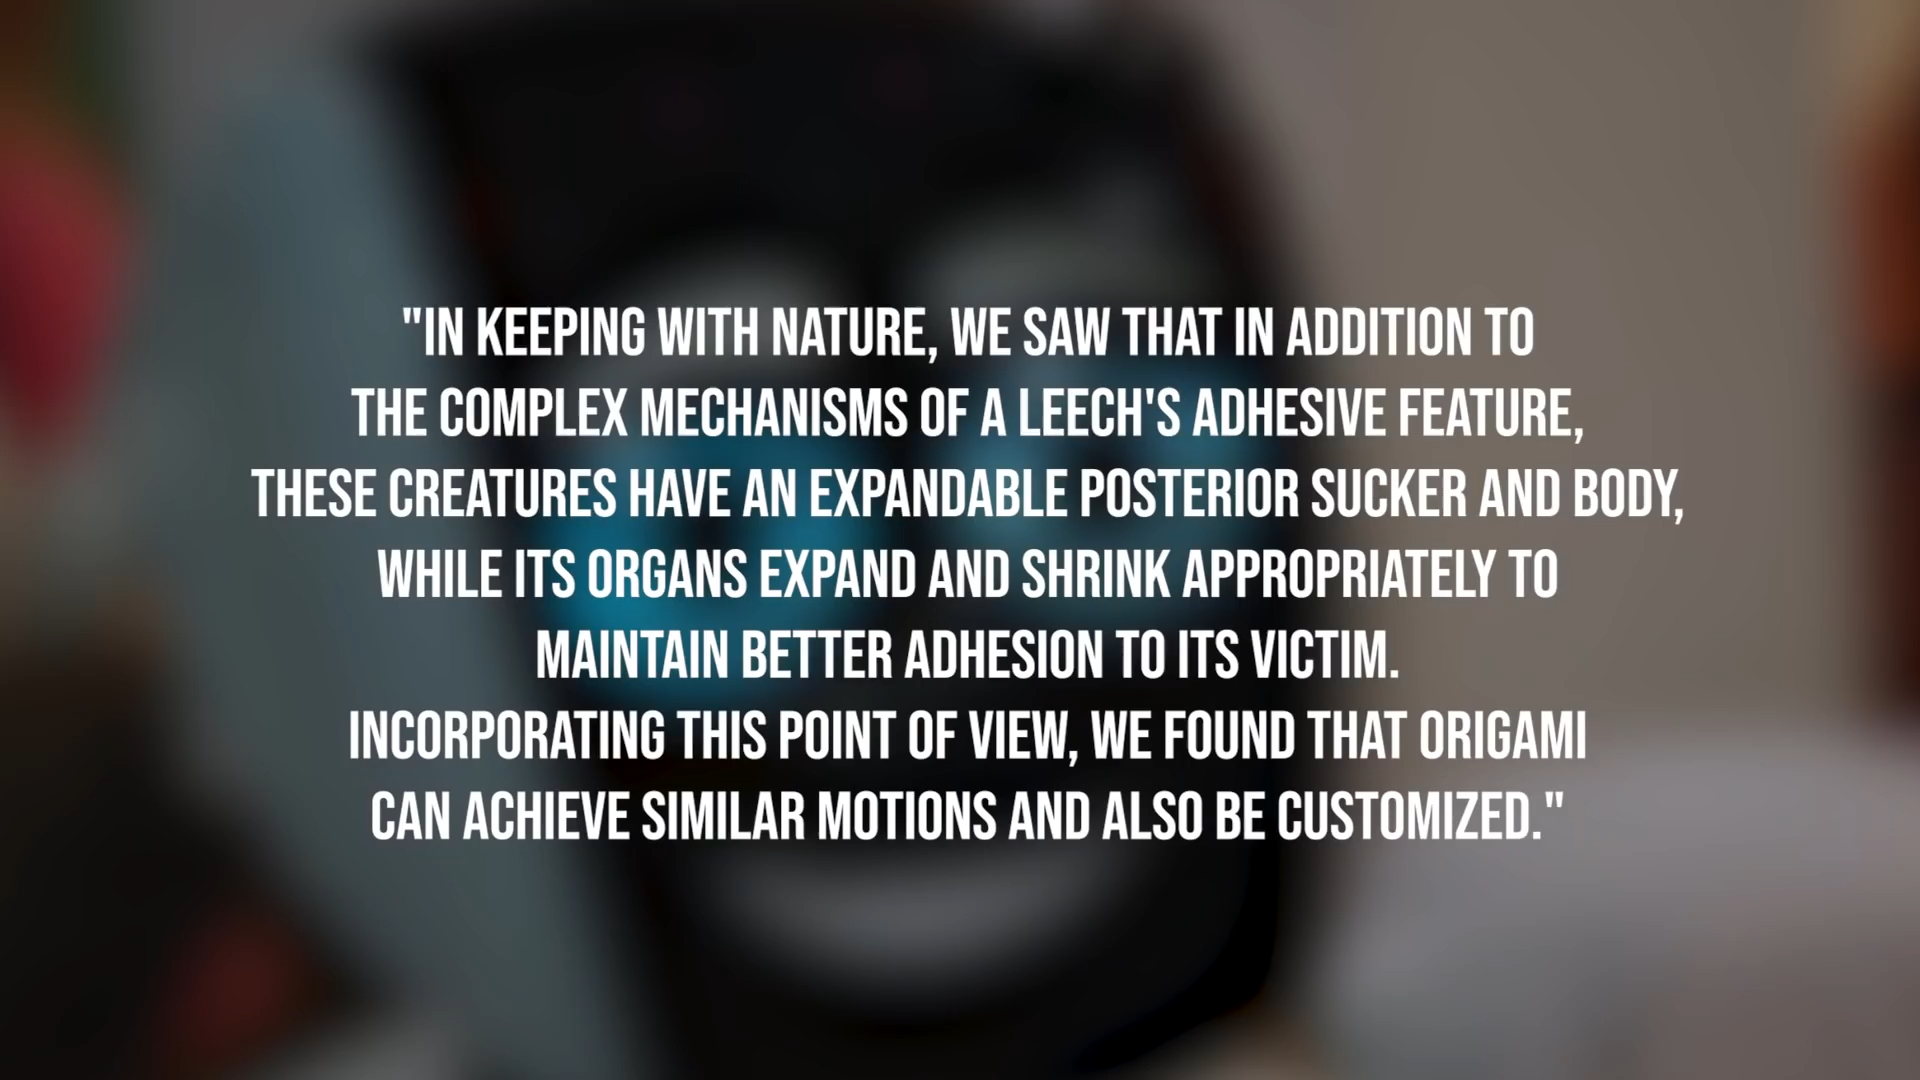 "IN KEEPING WITH NATURE, WE SAW THAT IN ADDITION TO
THE COMPLEX MECHANISMS OF A LEECH'S ADHESIVE FEATURE,
THESE CREATURES HAVE AN EXPANDABLE POSTERIOR SUCKER AND BODY,
WHILE ITS ORGANS EXPAND AND SHRINK APPROPRIATELY TO
MAINTAIN BETTER ADHESION TO ITS VICTIM.
INCORPORATING THIS POINT OF VIEW, WE FOUND THAT ORIGAMI
CAN ACHIEVE SIMILAR MOTIONS AND ALSO BE CUSTOMIZED."